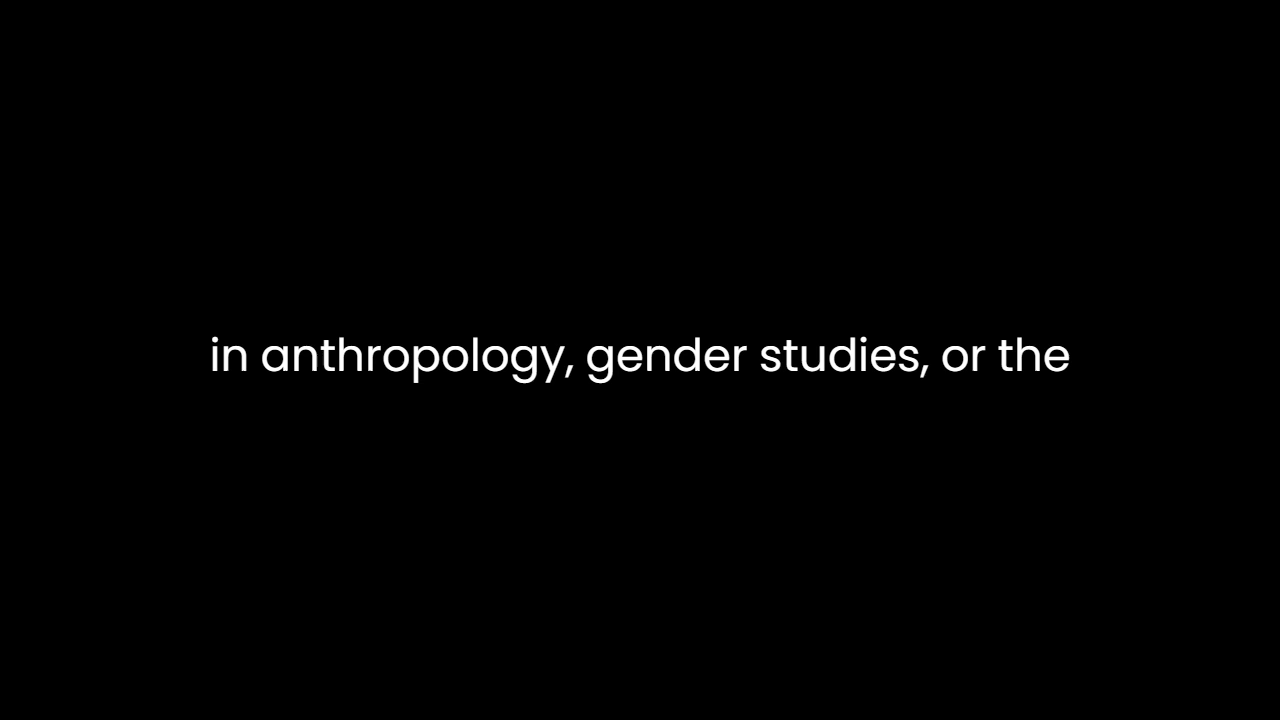 in anthropology, gender studies, or the